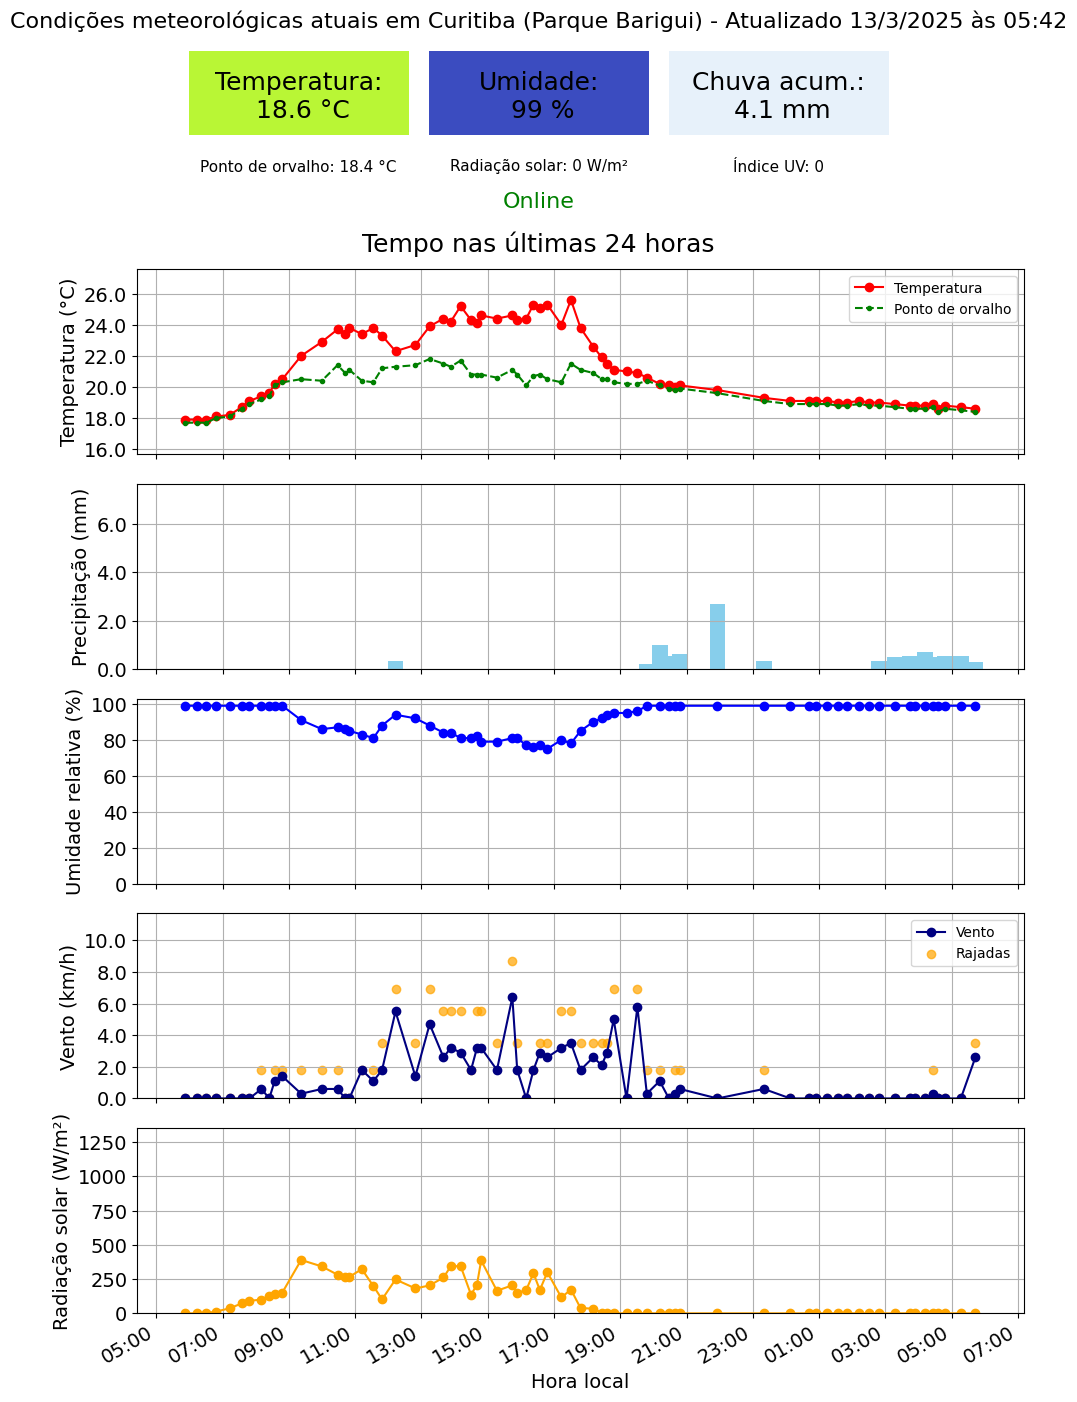 Condições meteorológicas atuais em Curitiba (Parque Barigui) - Atualizado 13/3/2025 às 05:42
Temperatura:
18.6 °C
Umidade:
99 %
Chuva acum.:
4.1 mm
Ponto de orvalho: 18.4 °C
Radiação solar: 0 W/m²
Índice UV: 0
Online
Tempo nas últimas 24 horas
Temperatura (°C)
26.0
24.0
22.0
20.0
18.0
16.0
Temperatura
Ponto de orvalho
Precipitação (mm)
6.0
4.0
2.0
0.0
Umidade relativa (%)
100
80
60
40
20
0
Vento (km/h)
10.0
8.0
6.0
4.0
2.0
0.0
Vento
Rajadas
Radiação solar (W/m²)
1250
1000
750
500
250
0
05:00
07:00
09:00
11:00
13:00
15:00
17:00
19:00
21:00
23:00
01:00
03:00
05:00
07:00
Hora local